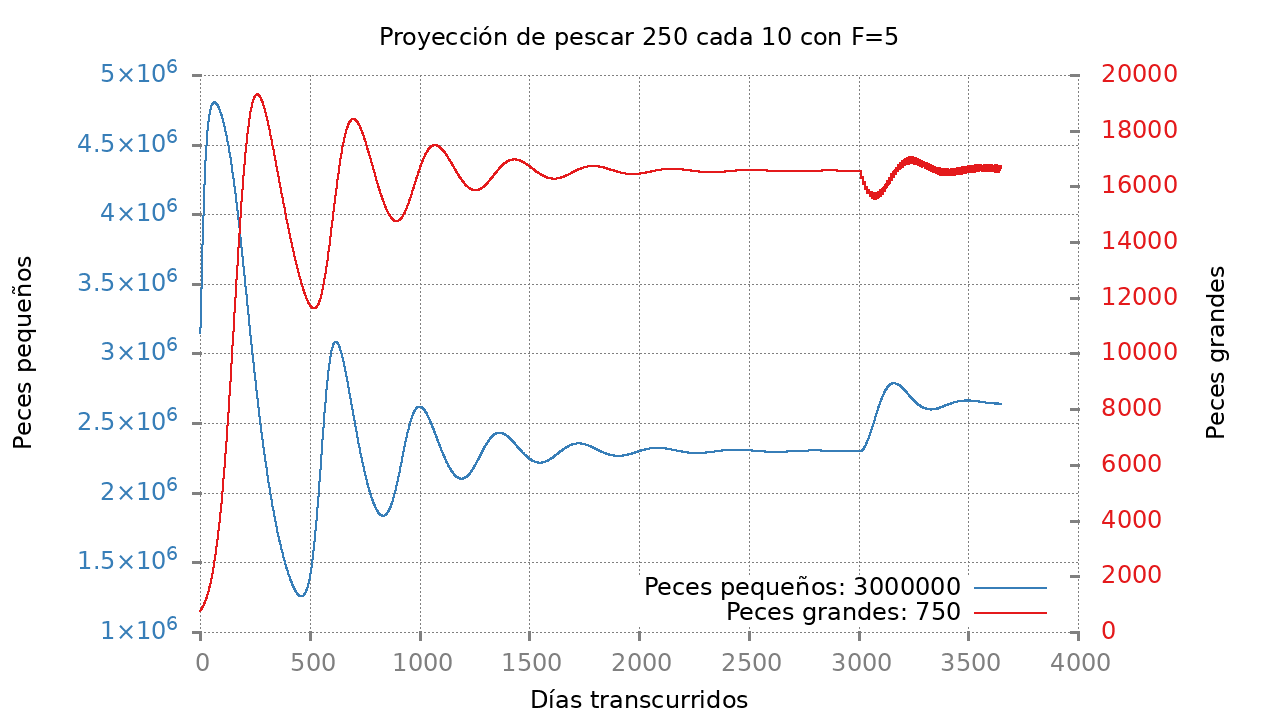 Proyección de pescar 250 cada 10 con F=5
Peces pequeños
5×10⁶
4.5×10⁶
4×10⁶
3.5×10⁶
3×10⁶
2.5×10⁶
2×10⁶
1.5×10⁶
1×10⁶
20000
18000
16000
14000
12000
10000
8000
6000
4000
2000
0
Peces grandes
Peces pequeños: 3000000
Peces grandes: 750
0 500 1000 1500 2000 2500 3000 3500 4000
Días transcurridos